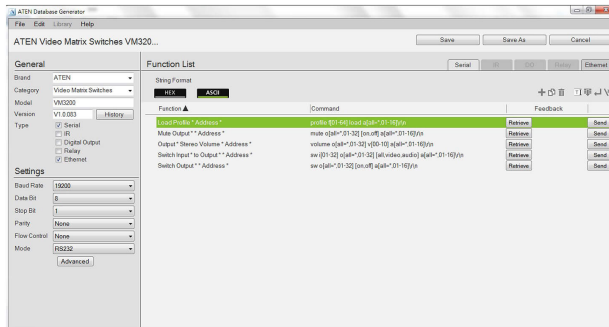 ATEN Database Generator
File Edit Library Help
ATEN Video Matrix Switches VM320...
Save Save As Cancel
General
Brand ATEN
Category Video Matrix Switches
Model VM3200
Version V1.0.083 History
Type Serial
IR
Digital Output
Relay
Ethernet
Settings
Baud Rate 19200
Data Bit 8
Stop Bit 1
Parity None
Flow Control None
Mode RS232
Advanced
Function List
Serial IR DO Relay Ethernet
String Format
HEX ASCII
Function Command Feedback
Load Profile * Address * profile f[01-64] load a[all=*,01-16]\r\n Retrieve Send
Mute Output * * Address * mute o[all=*,01-32] [on,off] a[all=*,01-16]\r\n Retrieve Send
Output * Stereo Volume * Address * volume o[all=*,01-32] v[00-10] a[all=*,01-16]\r\n Retrieve Send
Switch Input * to Output * * Address * sw i[01-32] o[all=*,01-32] [all,video,audio] a[all=*,01-16]\r\n Retrieve Send
Switch Output * * Address * sw o[all=*,01-32] [on,off] a[all=*,01-16]\r\n Retrieve Send